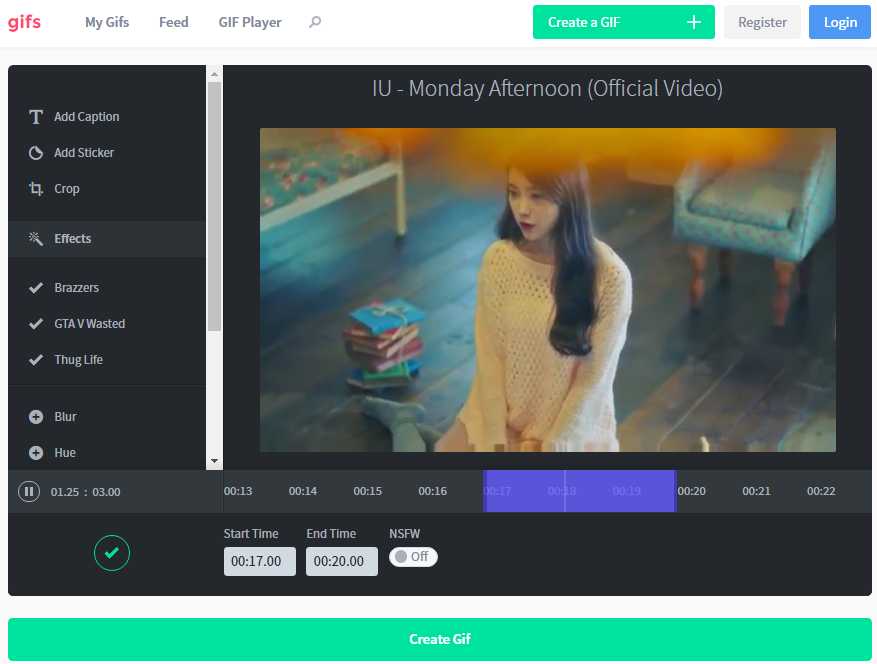 gifs My Gifs Feed GIF Player Create a GIF Register Login
IU - Monday Afternoon (Official Video)
Add Caption
Add Sticker
Crop
Effects
Brazzers
GTA V Wasted
Thug Life
Blur
Hue
01.25 : 03.00 00:13 00:14 00:15 00:16 00:17 00:18 00:19 00:20 00:21 00:22
Start Time End Time NSFW
00:17.00 00:20.00 Off
Create Gif